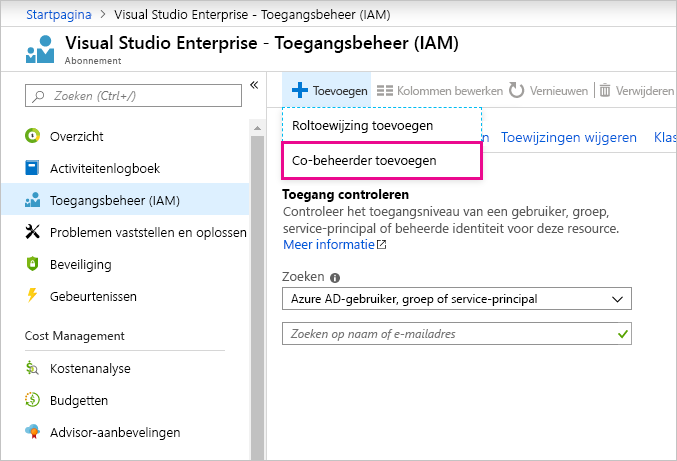 Startpagina > Visual Studio Enterprise - Toegangsbeheer (IAM)
Visual Studio Enterprise - Toegangsbeheer (IAM)
Abonnement
Zoeken (Ctrl+/)
«
Overzicht
Activiteitenlogboek
Toegangsbeheer (IAM)
Problemen vaststellen en oplossen
Beveiliging
Gebeurtenissen
Cost Management
Kostenanalyse
Budgetten
Advisor-aanbevelingen
Toevoegen Kolommen bewerken Vernieuwen Verwijderen
Roltoewijzing toevoegen
n Toewijzingen wijgeren Klas
Co-beheerder toevoegen
Toegang controleren
Controleer het toegangsniveau van een gebruiker, groep,
service-principal of beheerde identiteit voor deze resource.
Meer informatie
Zoeken
Azure AD-gebruiker, groep of service-principal
Zoeken op naam of e-mailadres